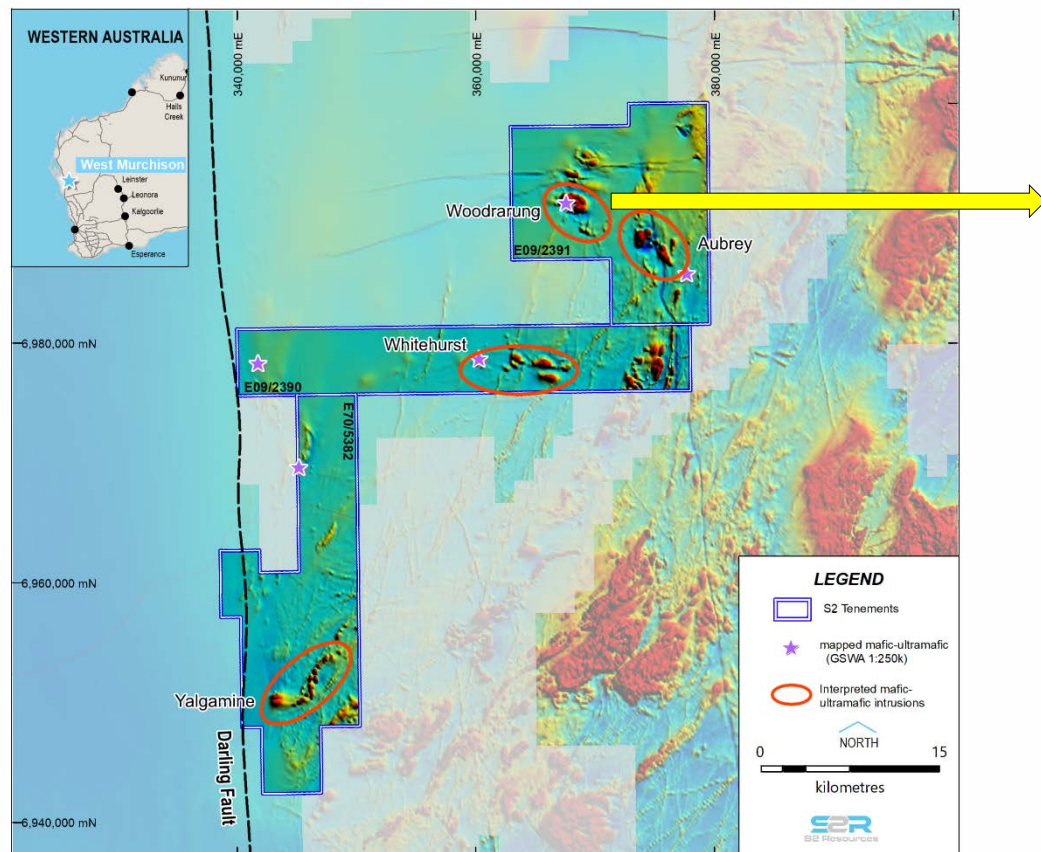 WESTERN AUSTRALIA
Kununur
Halls
Creek
West Murchison
Leinster
Leonora
Kalgoorlie
Esperance
340,000 mE
360,000 mE
380,000 mE
Woodrarung
Aubrey
E09/2391
6,980,000 mN
Whitehurst
E09/2390
E70/5382
6,960,000 mN
Yalgamine
Darling Fault
6,940,000 mN
LEGEND
S2 Tenements
mapped mafic-ultramafic
(GSWA 1:250k)
Interpreted mafic-
ultramafic intrusions
NORTH
0 15
kilometres
S2R
S2 Resources